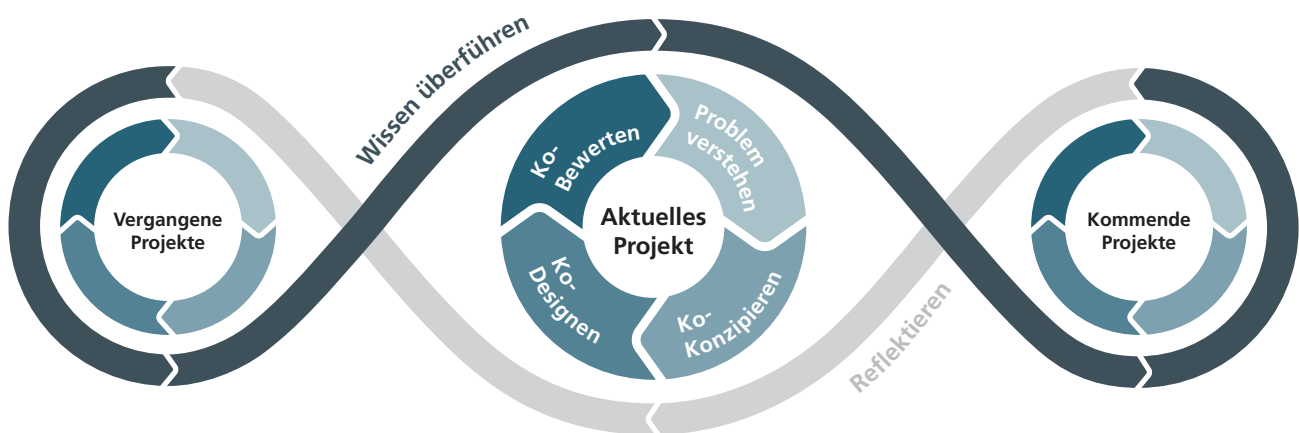 Wissen überführen
Vergangene
Projekte
Ko-
Bewerten
Problem
verstehen
Aktuelles
Projekt
Ko-
Designen
Ko-
Konzipieren
Kommende
Projekte
Reflektieren